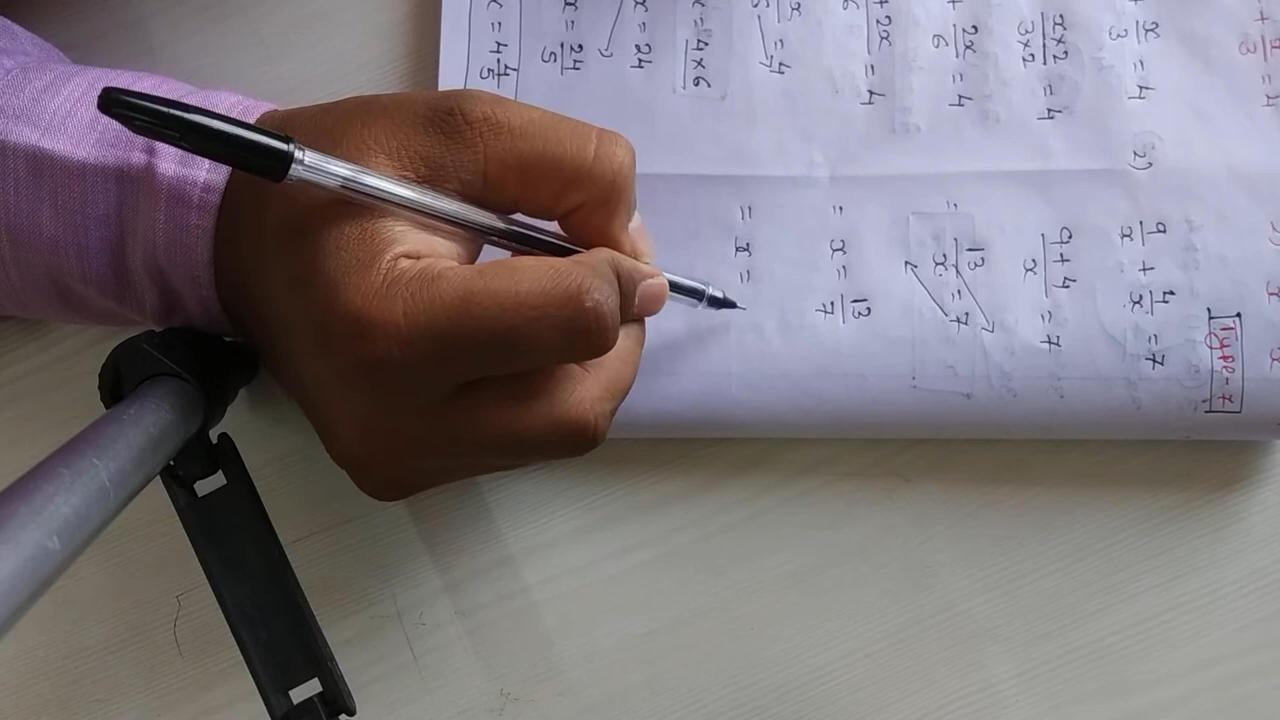 Type-7
+ x/3 = 4
x×2/3×2 = 4
+ 2x/6 = 4
+ 2x = 4
x = 4
x = 4×6
x = 24
x = 24/5
x = 4 4/5
2) 9/x + 4/x = 7
9+4/x = 7
= 13/x = 7
= x = 13/7
= x =